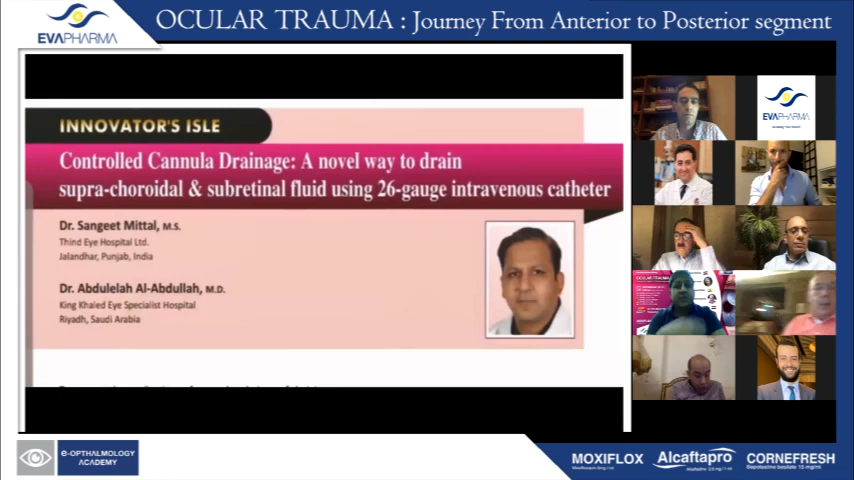 EVAPHARMA
OCULAR TRAUMA : Journey From Anterior to Posterior segment
INNOVATOR'S ISLE
Controlled Cannula Drainage: A novel way to drain
supra-choroidal & subretinal fluid using 26-gauge intravenous catheter
Dr. Sangeet Mittal, M.S.
Thind Eye Hospital Ltd.
Jalandhar, Punjab, India
Dr. Abdulelah Al-Abdullah, M.D.
King Khaled Eye Specialist Hospital
Riyadh, Saudi Arabia
EVAPHARMA
e-OPTHALMOLOGY
ACADEMY
MOXIFLOX
Alcaftapro
CORNEFRESH